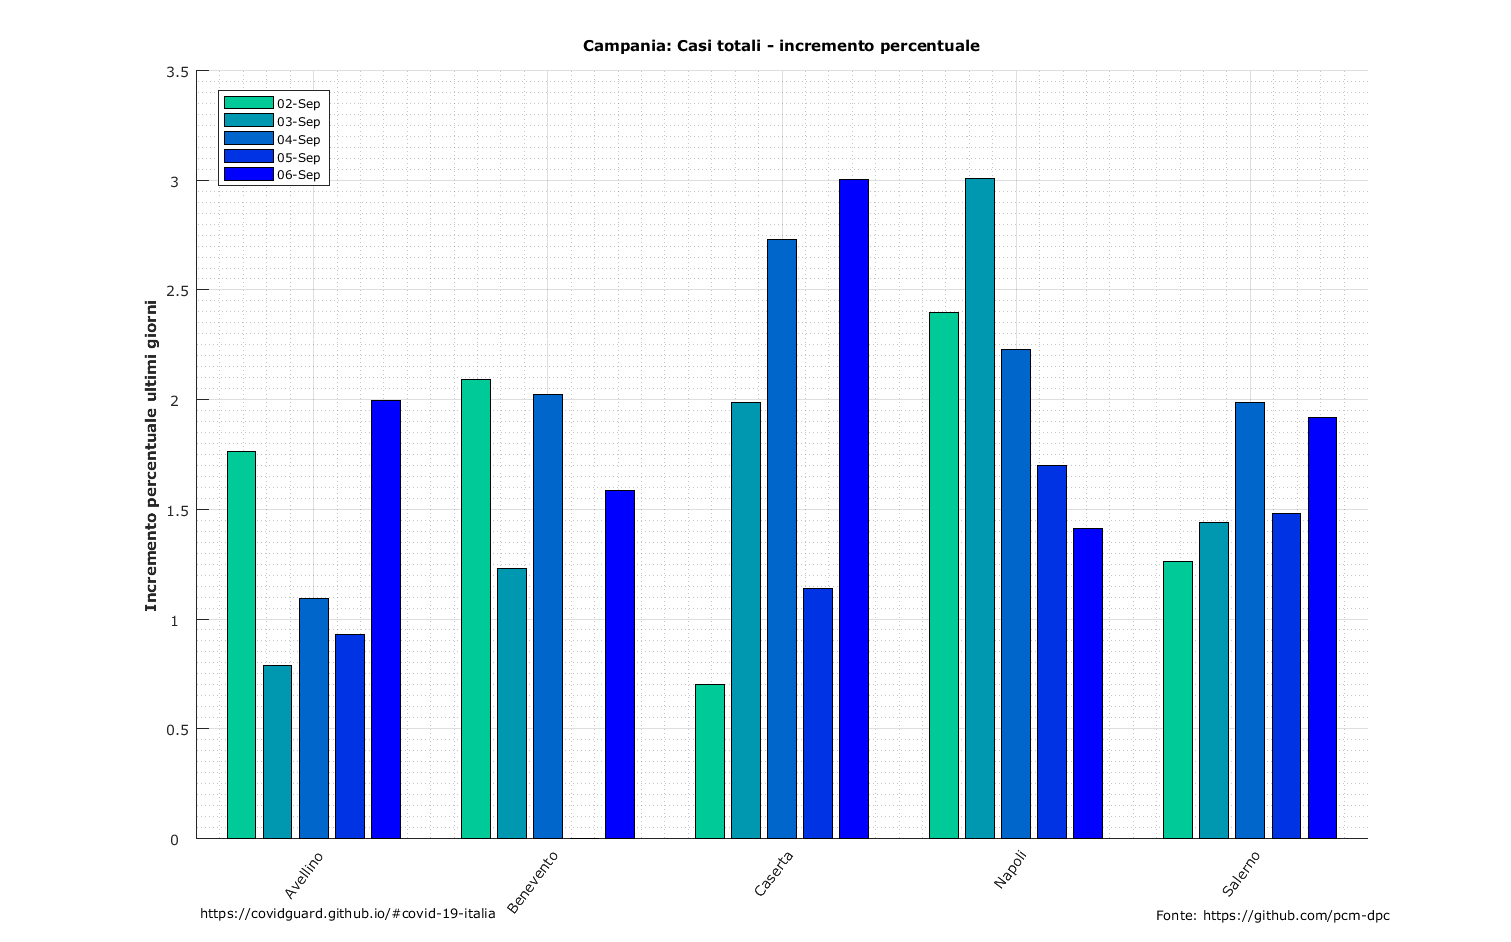 Campania: Casi totali - incremento percentuale
3.5
3
2.5
2
1.5
1
0.5
0
Incremento percentuale ultimi giorni
02-Sep
03-Sep
04-Sep
05-Sep
06-Sep
Avellino
Benevento
Caserta
Napoli
Salerno
https://covidguard.github.io/#covid-19-italia
Fonte: https://github.com/pcm-dpc